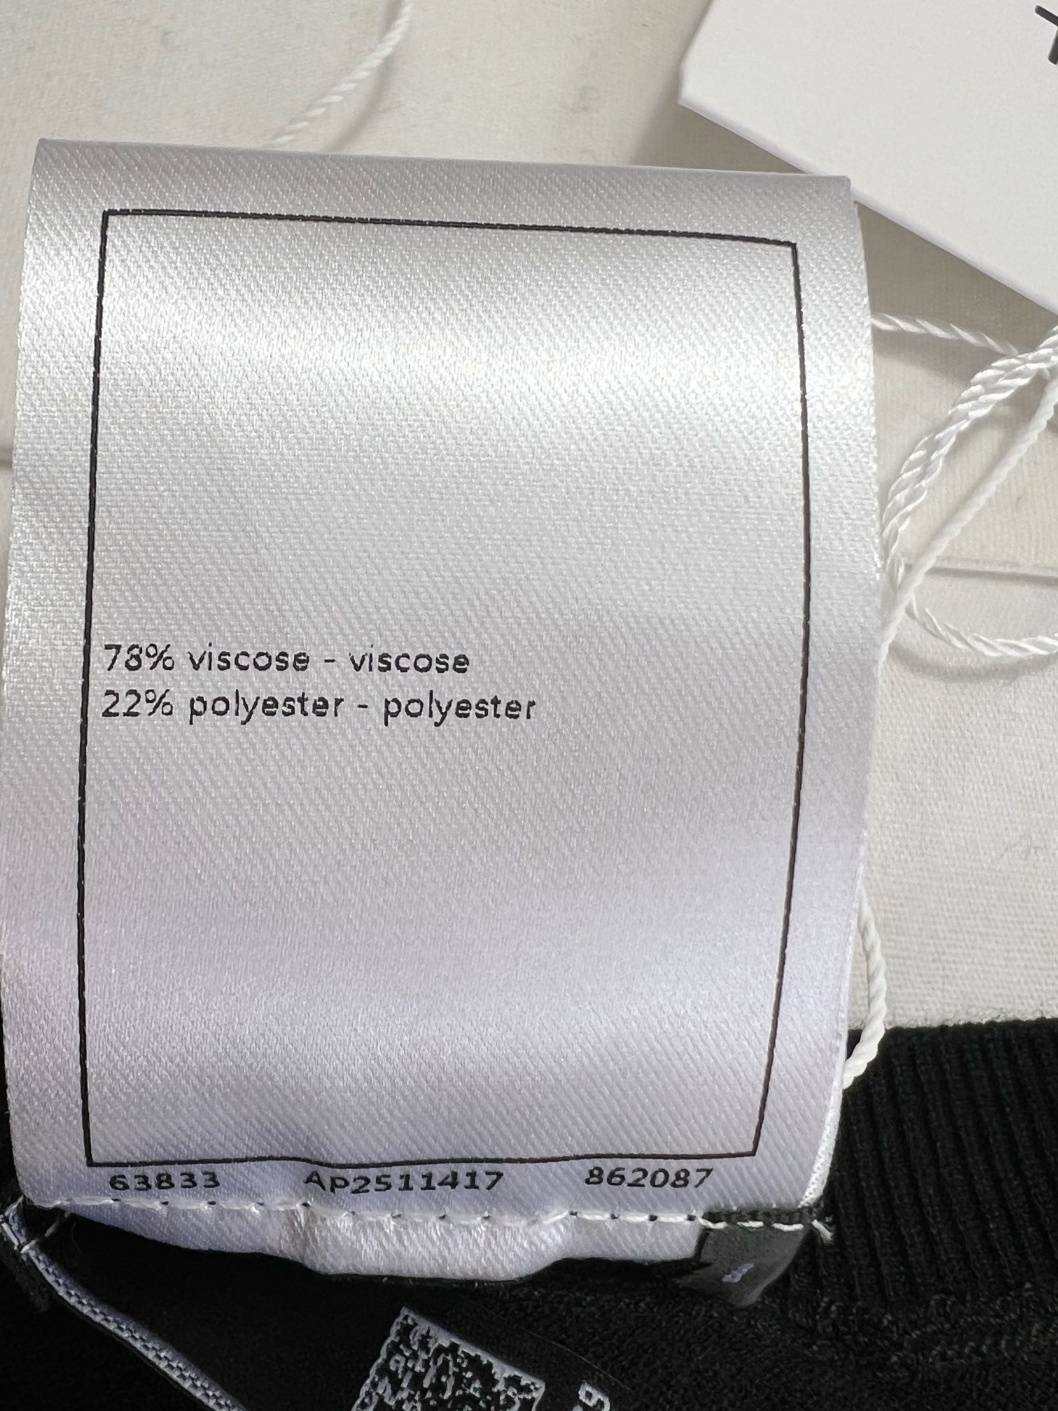 78% viscose - viscose
22% polyester - polyester
63833 Ap2511417 862087